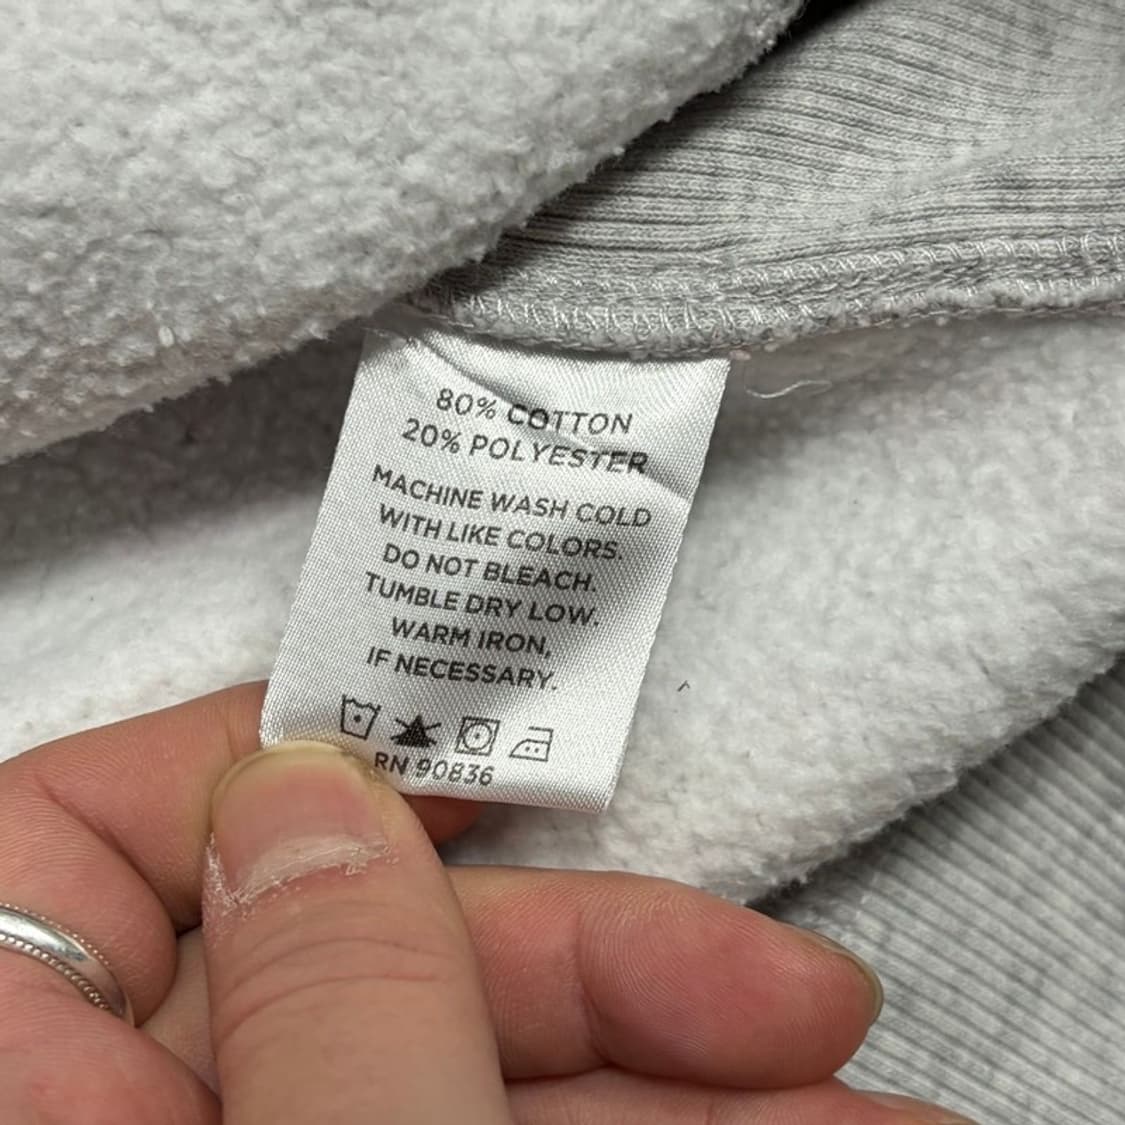 80% COTTON
20% POLYESTER
MACHINE WASH COLD
WITH LIKE COLORS.
DO NOT BLEACH.
TUMBLE DRY LOW.
WARM IRON,
IF NECESSARY.
RN 90836